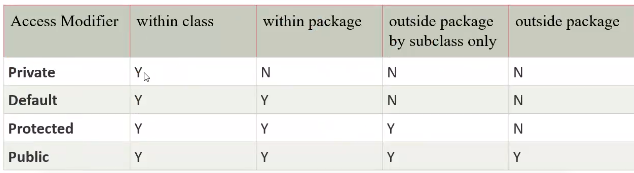 Access Modifier within class within package outside package outside package
by subclass only
Private Y N N N
Default Y Y N N
Protected Y Y Y N
Public Y Y Y Y